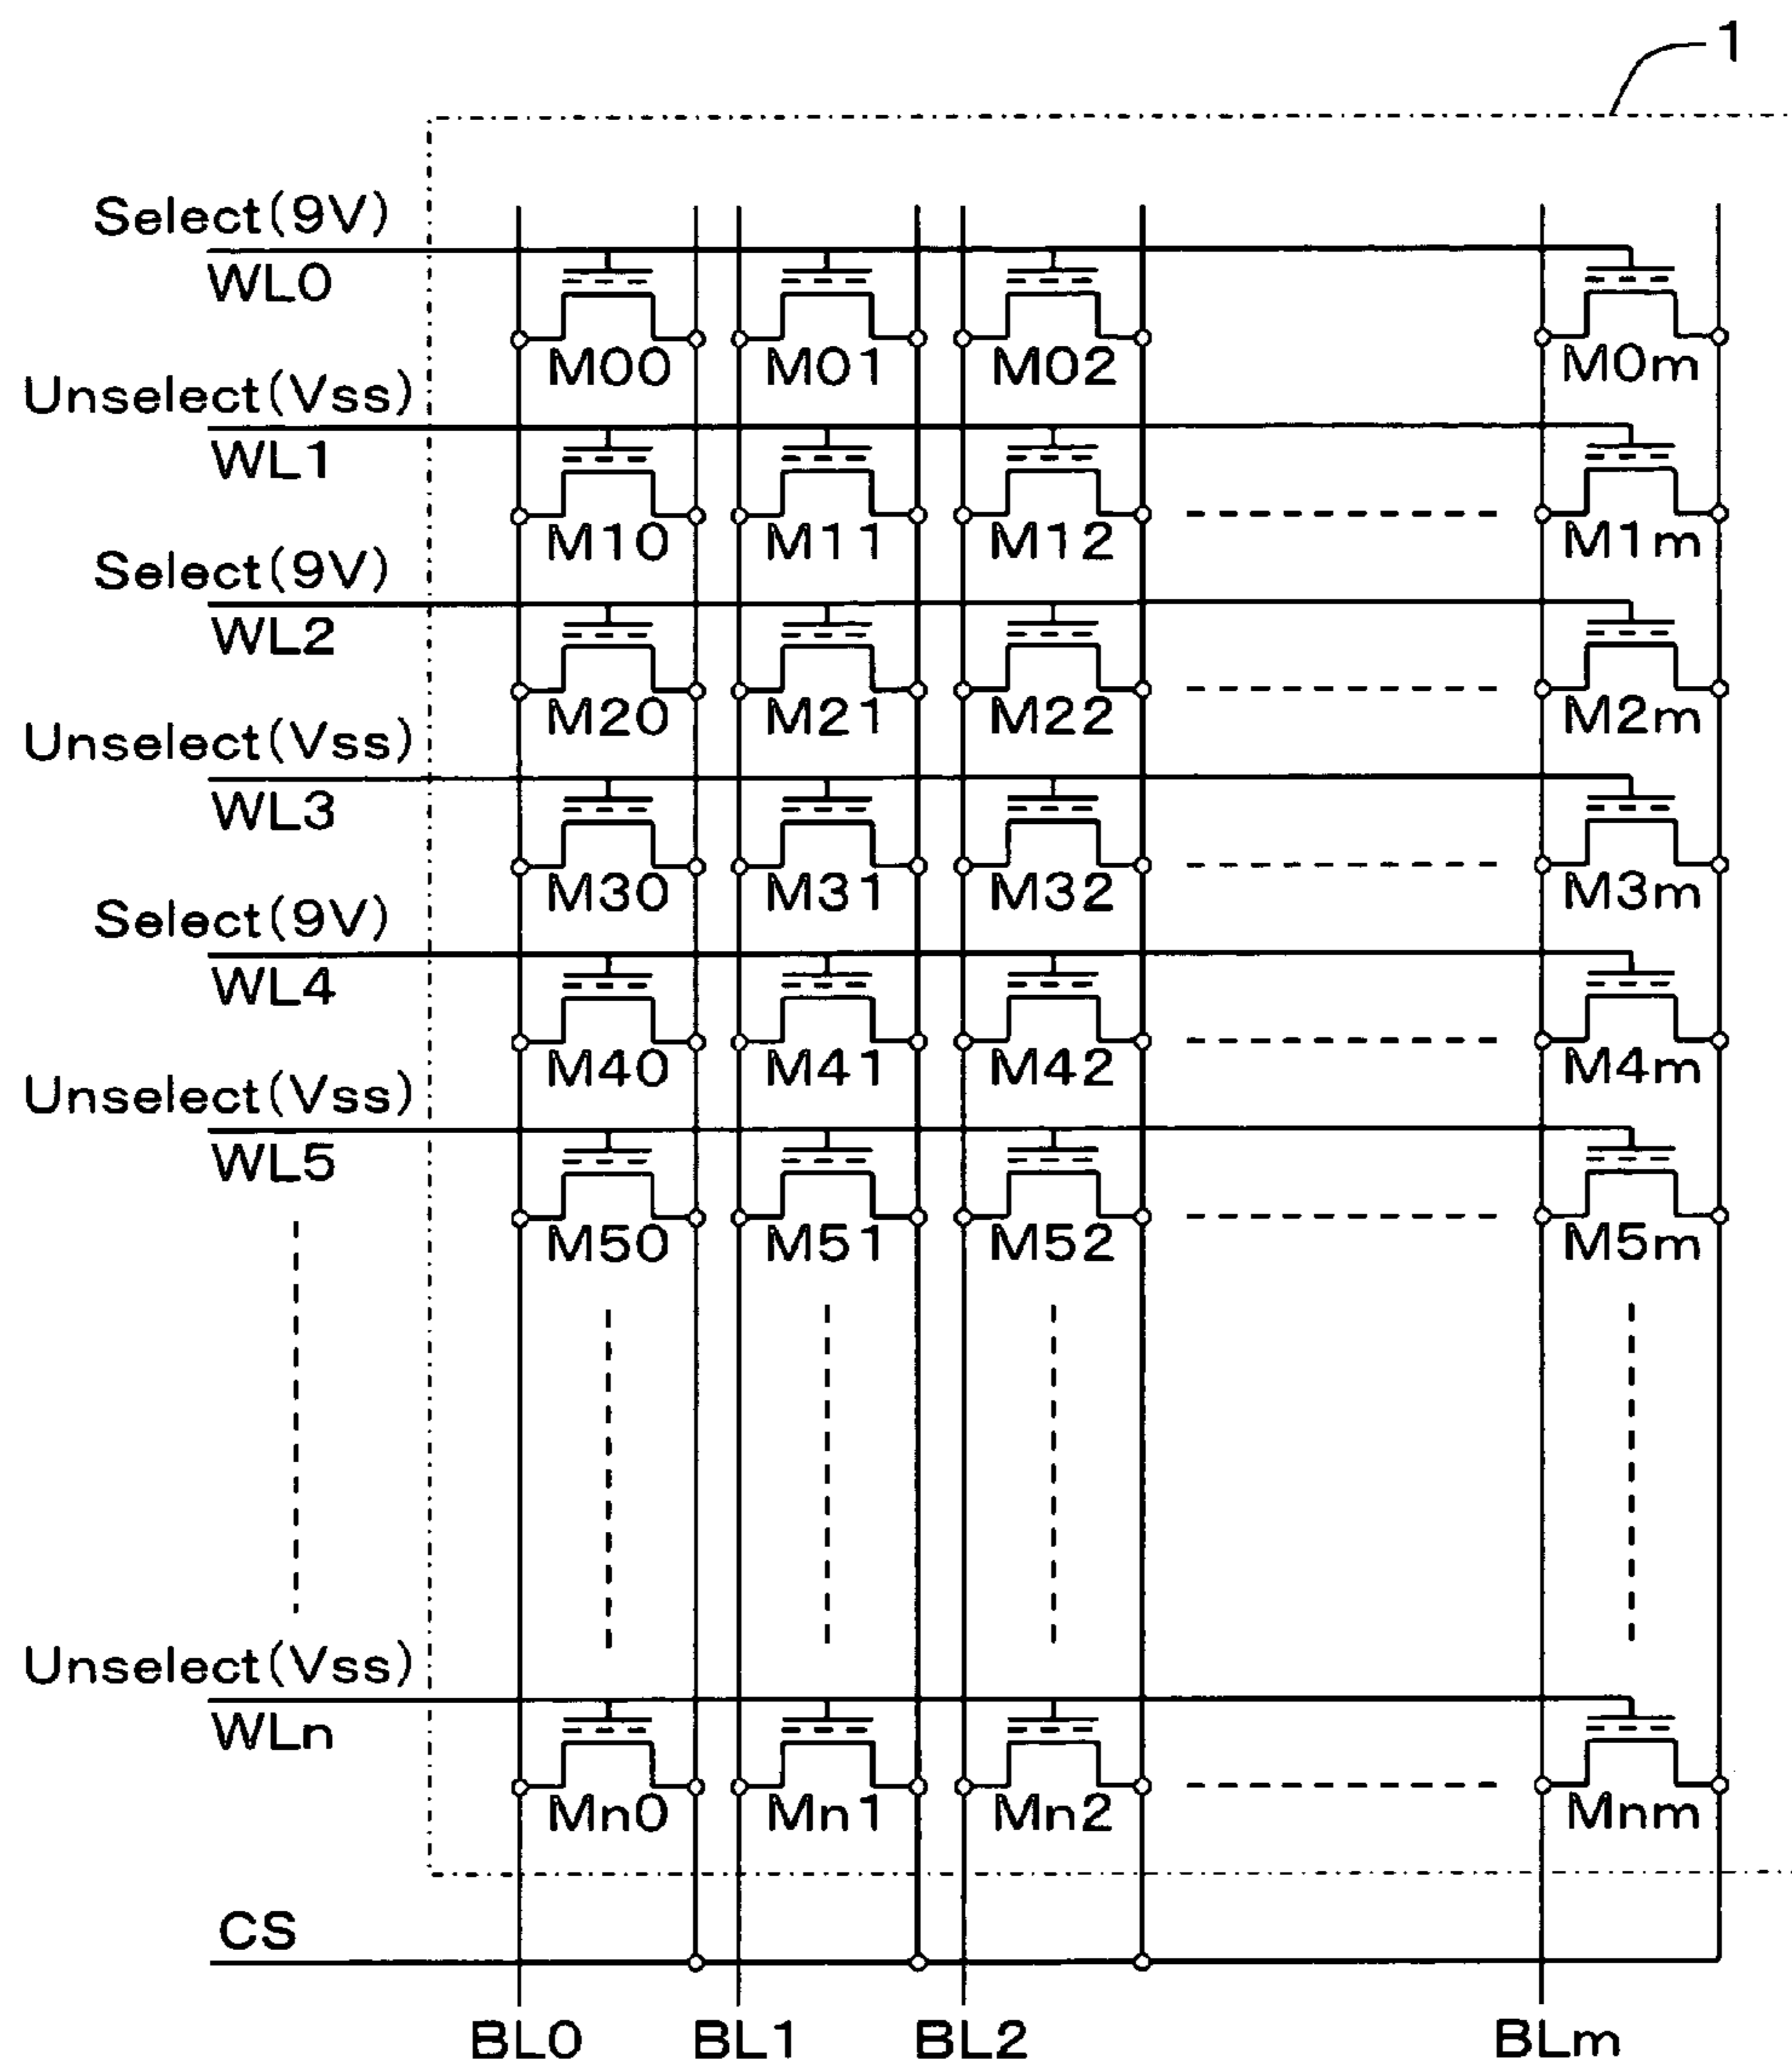 1
Select(9V)
WL0
M00 M01 M02 M0m
Unselect(Vss)
WL1
M10 M11 M12 M1m
Select(9V)
WL2
M20 M21 M22 M2m
Unselect(Vss)
WL3
M30 M31 M32 M3m
Select(9V)
WL4
M40 M41 M42 M4m
Unselect(Vss)
WL5
M50 M51 M52 M5m
Unselect(Vss)
WLn
Mn0 Mn1 Mn2 Mnm
CS
BL0 BL1 BL2 BLm